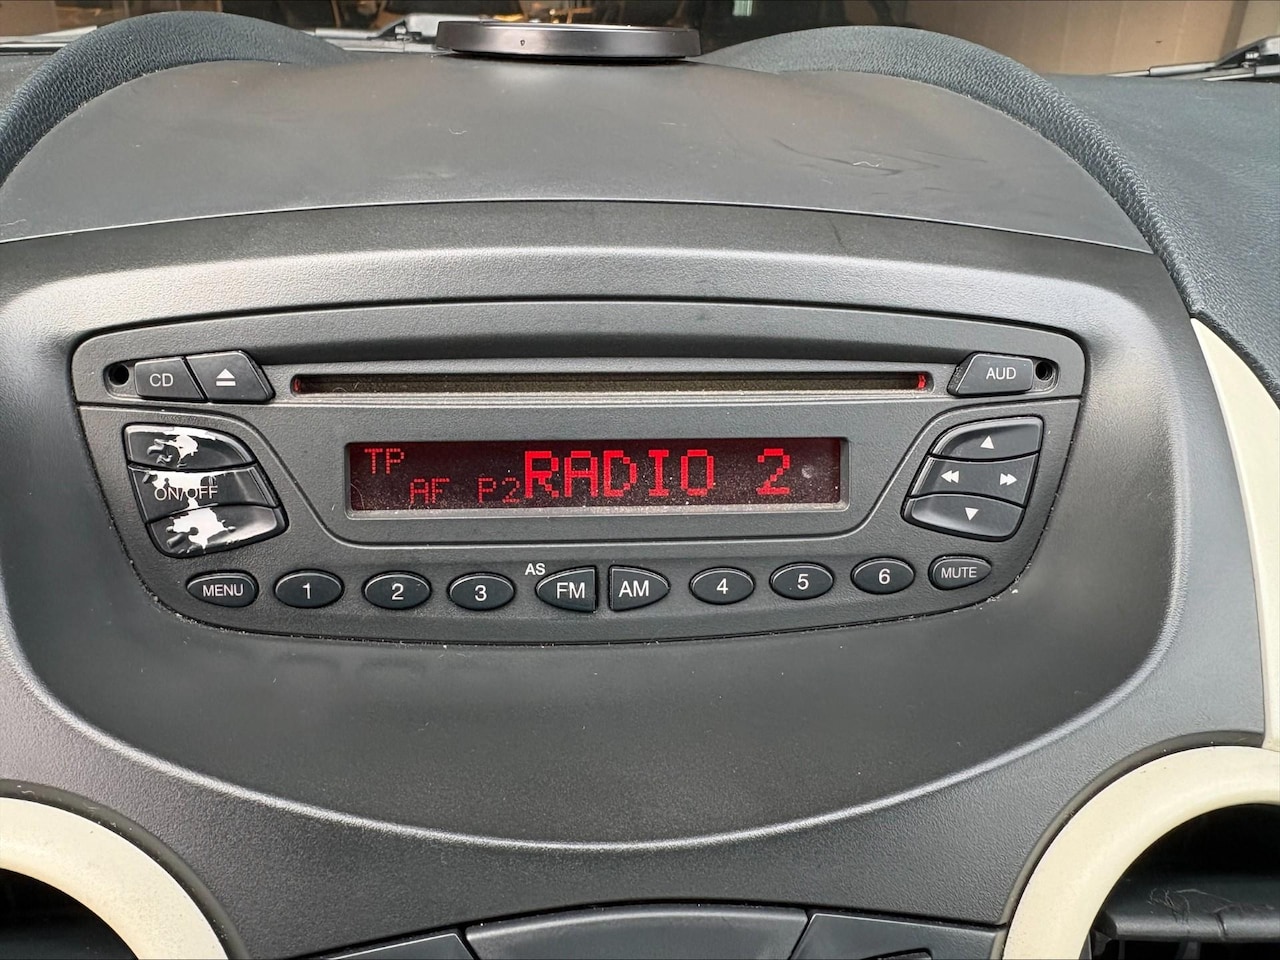 CD
AUD
TP
AF P2 RADIO 2
ON/OFF
AS
MENU 1 2 3 FM AM 4 5 6 MUTE